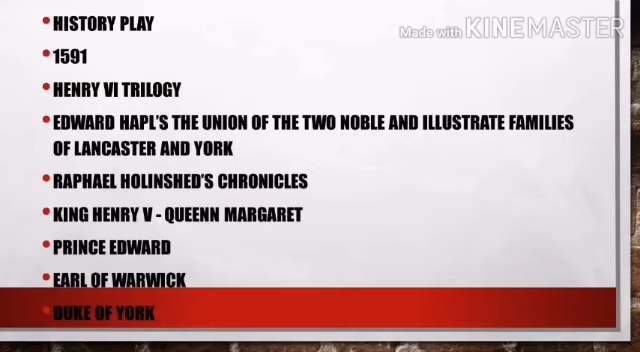 HISTORY PLAY
Made with KINEMASTER
1591
HENRY VI TRILOGY
EDWARD HAPL'S THE UNION OF THE TWO NOBLE AND ILLUSTRATE FAMILIES
OF LANCASTER AND YORK
RAPHAEL HOLINSHED'S CHRONICLES
KING HENRY V - QUEENN MARGARET
PRINCE EDWARD
EARL OF WARWICK
DUKE OF YORK